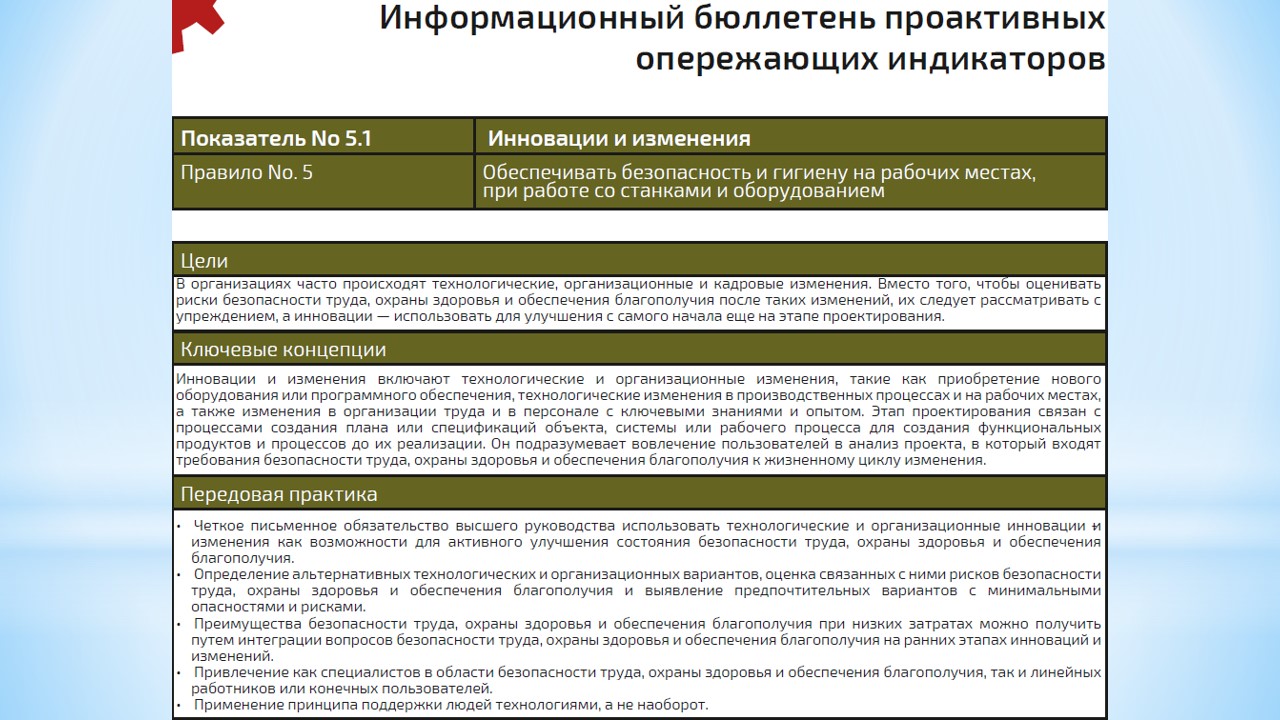 Информационный бюллетень проактивных
опережающих индикаторов
Показатель No 5.1
Инновации и изменения
Правило No. 5
Обеспечивать безопасность и гигиену на рабочих местах,
при работе со станками и оборудованием
Цели
В организациях часто происходят технологические, организационные и кадровые изменения. Вместо того, чтобы оценивать
риски безопасности труда, охраны здоровья и обеспечения благополучия после таких изменений, их следует рассматривать с
упреждением, а инновации — использовать для улучшения с самого начала еще на этапе проектирования.
Ключевые концепции
Инновации и изменения включают технологические и организационные изменения, такие как приобретение нового
оборудования или программного обеспечения, технологические изменения в производственных процессах и на рабочих местах,
а также изменения в организации труда и в персонале с ключевыми знаниями и опытом. Этап проектирования связан с
процессами создания плана или спецификаций объекта, системы или рабочего процесса для создания функциональных
продуктов и процессов до их реализации. Он подразумевает вовлечение пользователей в анализ проекта, в который входят
требования безопасности труда, охраны здоровья и обеспечения благополучия к жизненному циклу изменения.
Передовая практика
• Четкое письменное обязательство высшего руководства использовать технологические и организационные инновации и
изменения как возможности для активного улучшения состояния безопасности труда, охраны здоровья и обеспечения
благополучия.
• Определение альтернативных технологических и организационных вариантов, оценка связанных с ними рисков безопасности
труда, охраны здоровья и обеспечения благополучия и выявление предпочтительных вариантов с минимальными
опасностями и рисками.
• Преимущества безопасности труда, охраны здоровья и обеспечения благополучия при низких затратах можно получить
путем интеграции вопросов безопасности труда, охраны здоровья и обеспечения благополучия на ранних этапах инноваций и
изменений.
• Привлечение как специалистов в области безопасности труда, охраны здоровья и обеспечения благополучия, так и линейных
работников или конечных пользователей.
• Применение принципа поддержки людей технологиями, а не наоборот.